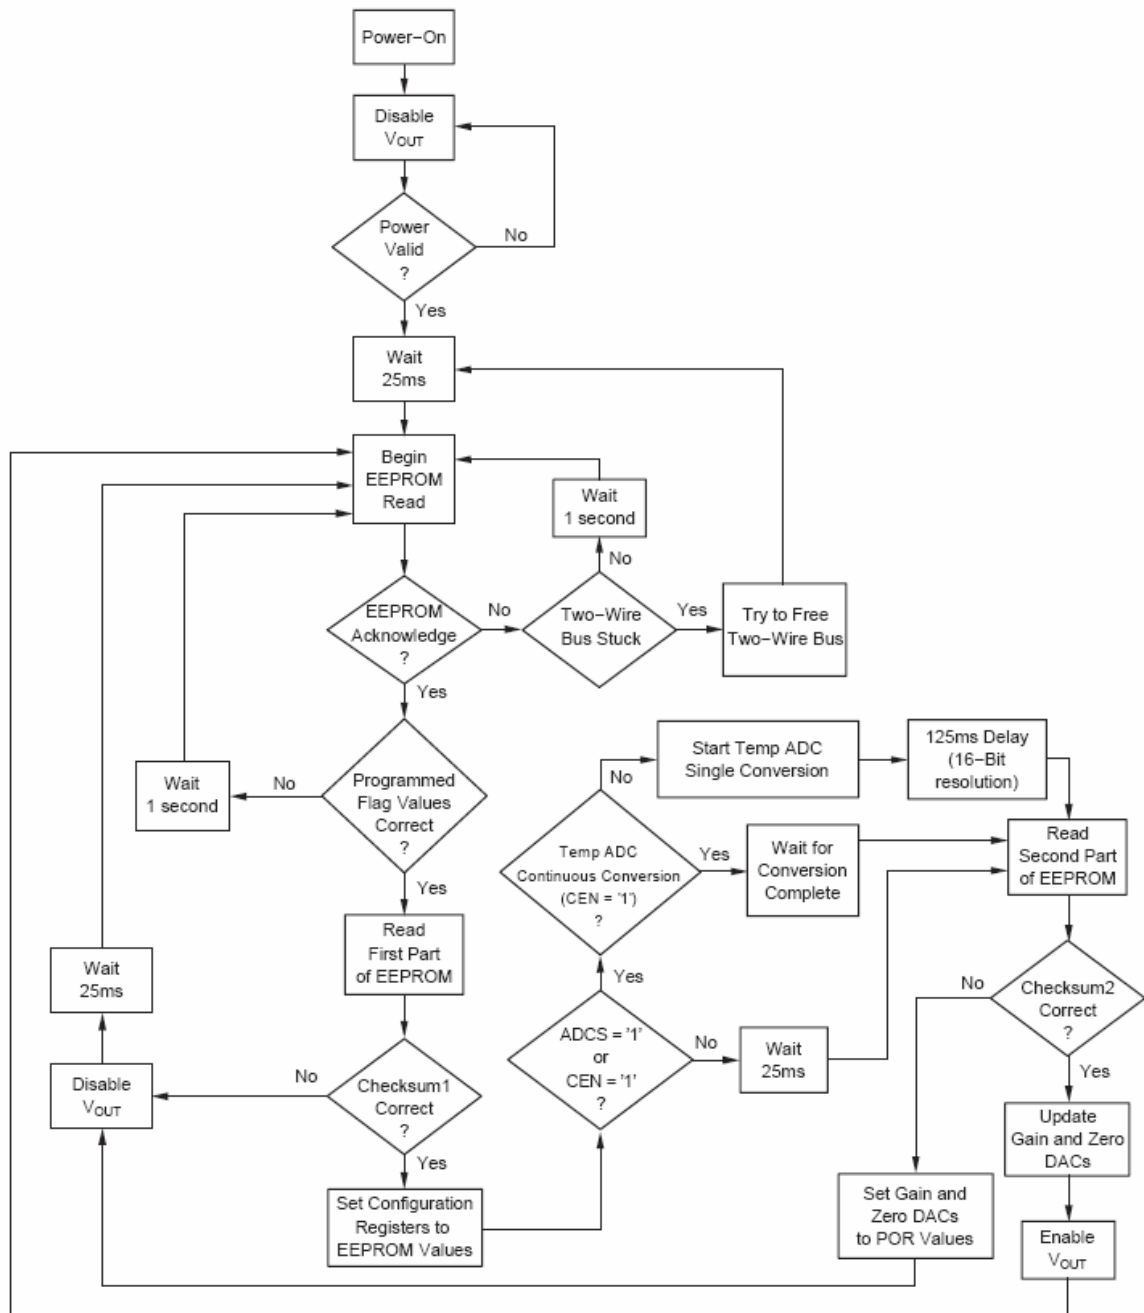 Power-On
Disable
VOUT
Power
Valid
?
No
Yes
Wait
25ms
Begin
EEPROM
Read
Wait
1 second
No
EEPROM
Acknowledge
?
No
Two-Wire
Bus Stuck
Yes
Try to Free
Two-Wire Bus
Yes
Programmed
Flag Values
Correct
?
No
Wait
1 second
Yes
Read
First Part
of EEPROM
Checksum1
Correct
?
No
Disable
VOUT
Wait
25ms
Yes
Set Configuration
Registers to
EEPROM Values
ADCS = '1'
or
CEN = '1'
?
No
Wait
25ms
Yes
Temp ADC
Continuous Conversion
(CEN = '1')
?
Yes
Wait for
Conversion
Complete
No
Start Temp ADC
Single Conversion
125ms Delay
(16-Bit
resolution)
Read
Second Part
of EEPROM
Checksum2
Correct
?
No
Set Gain and
Zero DACs
to POR Values
Yes
Update
Gain and Zero
DACs
Enable
VOUT